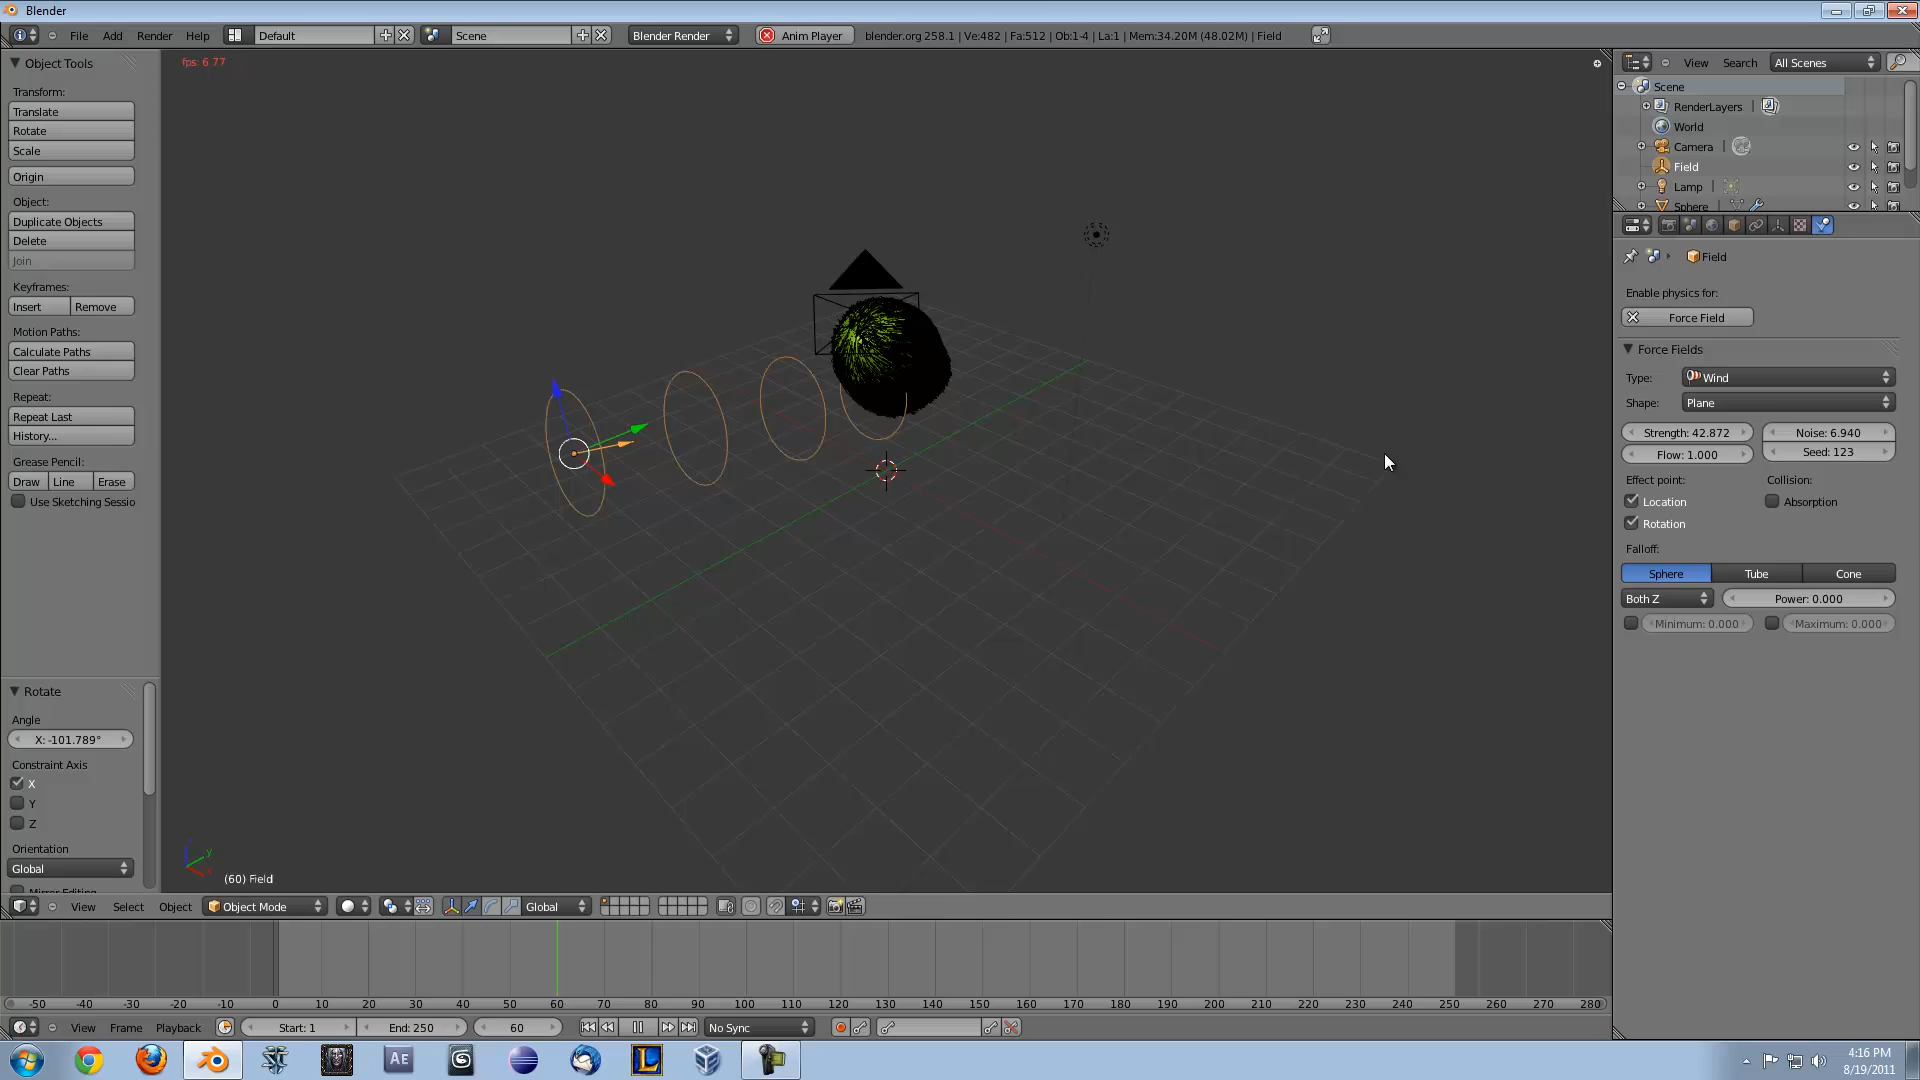 Blender
File Add Render Help Default Scene Blender Render Anim Player blender.org 258.1 | Ve:482 | Fa:512 | Ob:1-4 | La:1 | Mem:34.20M (48.02M) | Field
Object Tools
Transform:
Translate
Rotate
Scale
Origin
Object:
Duplicate Objects
Delete
Join
Keyframes:
Insert Remove
Motion Paths:
Calculate Paths
Clear Paths
Repeat:
Repeat Last
History...
Grease Pencil:
Draw Line Erase
Use Sketching Sessio
Rotate
Angle
X: -101.789°
Constraint Axis
X
Y
Z
Orientation
Global
Mirror Editing
fps: 6.77
(60) Field
View Search All Scenes
Scene
RenderLayers
World
Camera
Field
Lamp
Sphere
Field
Enable physics for:
Force Field
Force Fields
Type: Wind
Shape: Plane
Strength: 42.872 Noise: 6.940
Flow: 1.000 Seed: 123
Effect point: Collision:
Location Absorption
Rotation
Falloff:
Sphere Tube Cone
Both Z Power: 0.000
Minimum: 0.000 Maximum: 0.000
View Select Object Object Mode Global
-50 -40 -30 -20 -10 0 10 20 30 40 50 60 70 80 90 100 110 120 130 140 150 160 170 180 190 200 210 220 230 240 250 260 270 280
View Frame Playback Start: 1 End: 250 60 No Sync
4:16 PM
8/19/2011